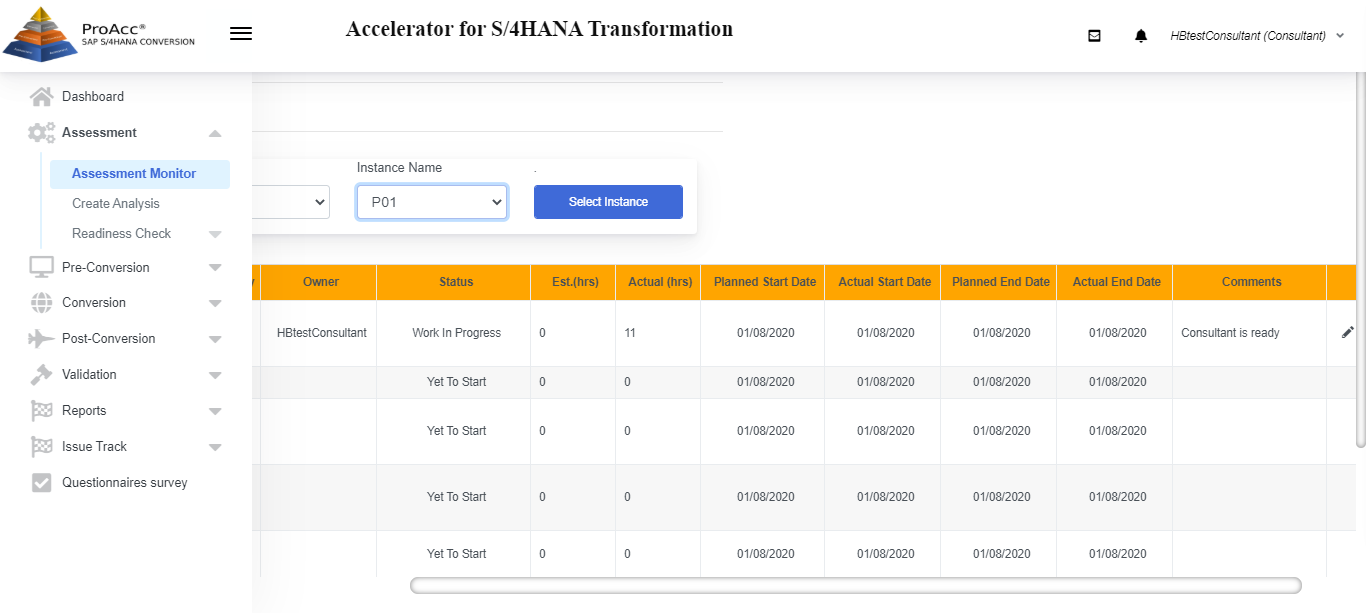 ProAcc®
SAP S/4HANA CONVERSION
Accelerator for S/4HANA Transformation
HBtestConsultant (Consultant)
Dashboard
Assessment
Assessment Monitor
Create Analysis
Readiness Check
Pre-Conversion
Conversion
Post-Conversion
Validation
Reports
Issue Track
Questionnaires survey
Instance Name
.
P01
Select Instance
Owner Status Est.(hrs) Actual (hrs) Planned Start Date Actual Start Date Planned End Date Actual End Date Comments
HBtestConsultant Work In Progress 0 11 01/08/2020 01/08/2020 01/08/2020 01/08/2020 Consultant is ready
Yet To Start 0 0 01/08/2020 01/08/2020 01/08/2020 01/08/2020
Yet To Start 0 0 01/08/2020 01/08/2020 01/08/2020 01/08/2020
Yet To Start 0 0 01/08/2020 01/08/2020 01/08/2020 01/08/2020
Yet To Start 0 0 01/08/2020 01/08/2020 01/08/2020 01/08/2020